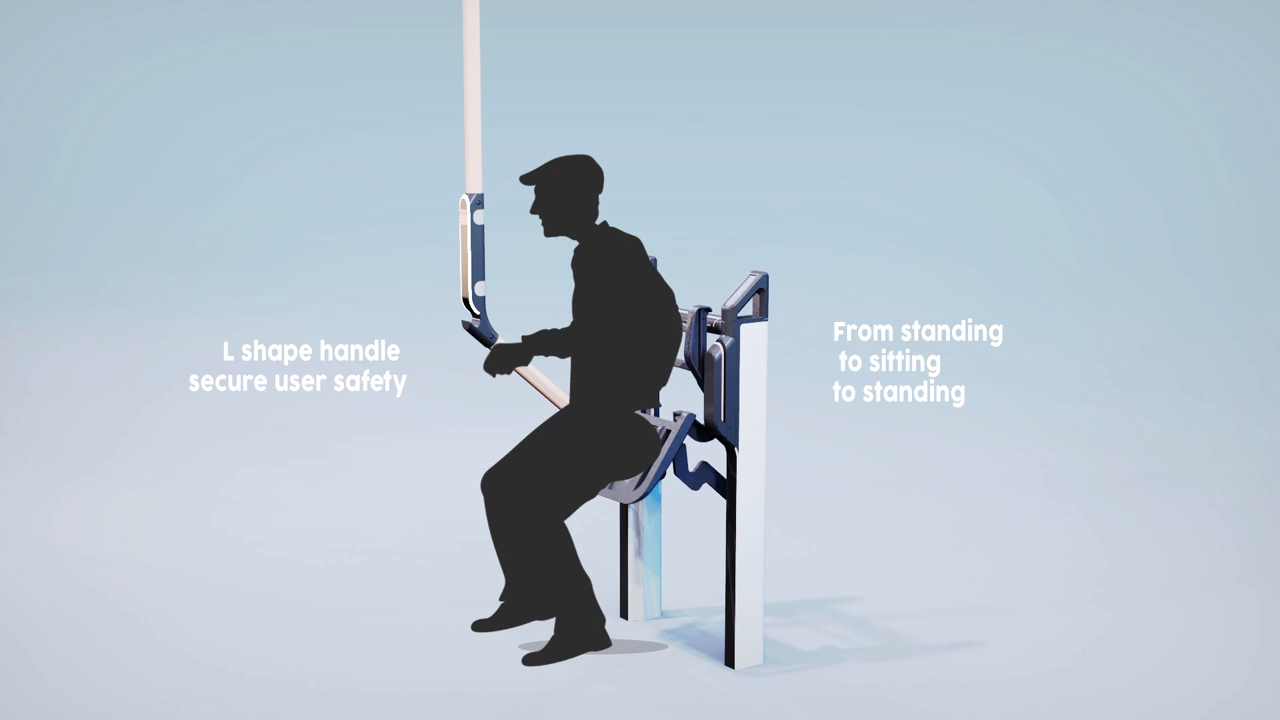 L shape handle
secure user safety
From standing
to sitting
to standing